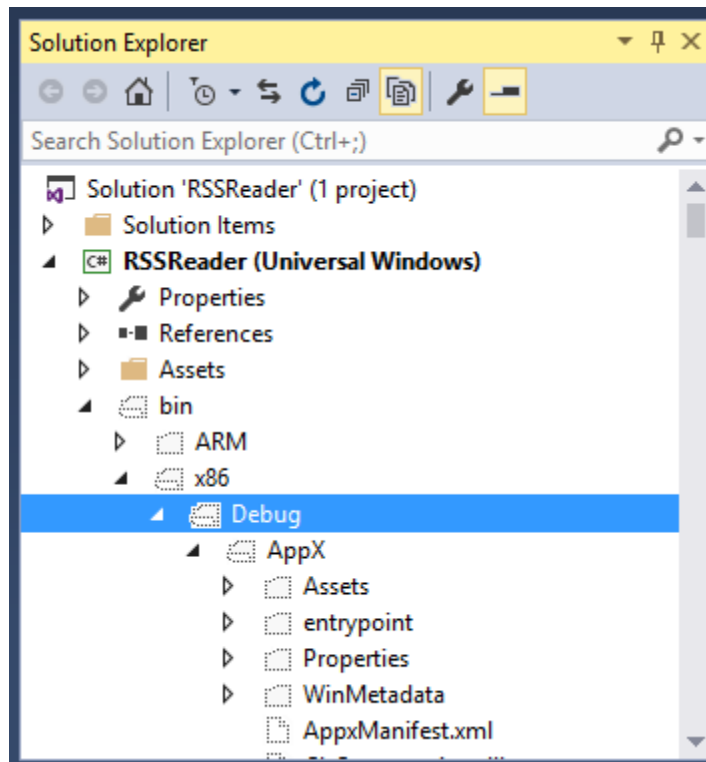 Solution Explorer
Search Solution Explorer (Ctrl+;)
Solution 'RSSReader' (1 project)
Solution Items
C# RSSReader (Universal Windows)
Properties
References
Assets
bin
ARM
x86
Debug
AppX
Assets
entrypoint
Properties
WinMetadata
AppxManifest.xml